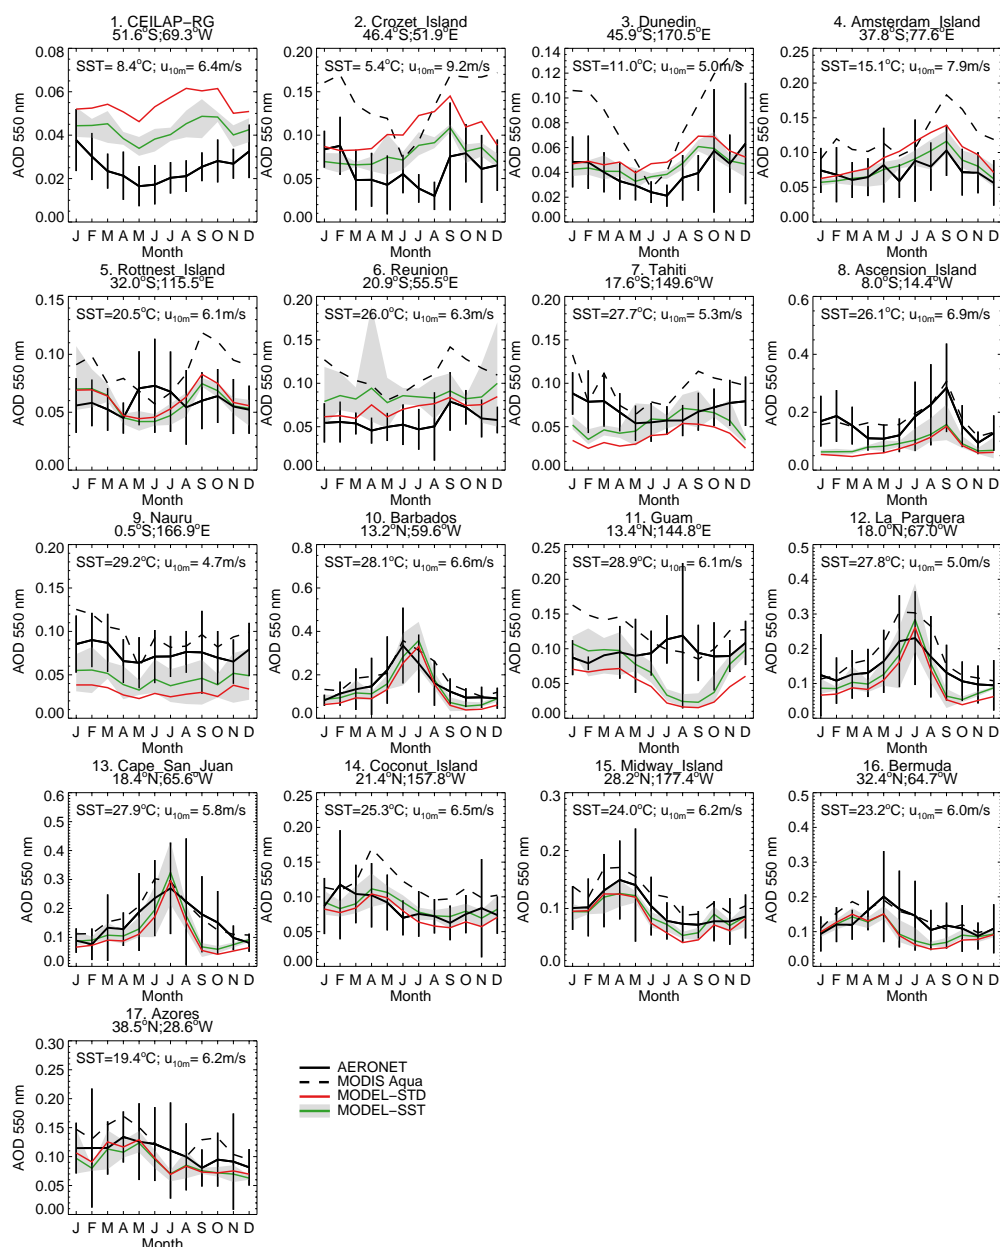 1. CEILAP−RG
51.6°S;69.3°W
SST= 8.4°C; u10m= 6.4m/s
AOD 550 nm
0.08
0.06
0.04
0.02
0.00
J F M A M J J A S O N D
Month
2. Crozet_Island
46.4°S;51.9°E
SST= 5.4°C; u10m= 9.2m/s
AOD 550 nm
0.20
0.15
0.10
0.05
0.00
J F M A M J J A S O N D
Month
3. Dunedin
45.9°S;170.5°E
SST=11.0°C; u10m= 5.0m/s
AOD 550 nm
0.14
0.12
0.10
0.08
0.06
0.04
0.02
0.00
J F M A M J J A S O N D
Month
4. Amsterdam_Island
37.8°S;77.6°E
SST=15.1°C; u10m= 7.9m/s
AOD 550 nm
0.25
0.20
0.15
0.10
0.05
0.00
J F M A M J J A S O N D
Month
5. Rottnest_Island
32.0°S;115.5°E
SST=20.5°C; u10m= 6.1m/s
AOD 550 nm
0.15
0.10
0.05
0.00
J F M A M J J A S O N D
Month
6. Reunion
20.9°S;55.5°E
SST=26.0°C; u10m= 6.3m/s
AOD 550 nm
0.20
0.15
0.10
0.05
0.00
J F M A M J J A S O N D
Month
7. Tahiti
17.6°S;149.6°W
SST=27.7°C; u10m= 5.3m/s
AOD 550 nm
0.20
0.15
0.10
0.05
0.00
J F M A M J J A S O N D
Month
8. Ascension_Island
8.0°S;14.4°W
SST=26.1°C; u10m= 6.9m/s
AOD 550 nm
0.6
0.4
0.2
0.0
J F M A M J J A S O N D
Month
9. Nauru
0.5°S;166.9°E
SST=29.2°C; u10m= 4.7m/s
AOD 550 nm
0.20
0.15
0.10
0.05
0.00
J F M A M J J A S O N D
Month
10. Barbados
13.2°N;59.6°W
SST=28.1°C; u10m= 6.6m/s
AOD 550 nm
0.8
0.6
0.4
0.2
0.0
J F M A M J J A S O N D
Month
11. Guam
13.4°N;144.8°E
SST=28.9°C; u10m= 6.1m/s
AOD 550 nm
0.25
0.20
0.15
0.10
0.05
0.00
J F M A M J J A S O N D
Month
12. La_Parguera
18.0°N;67.0°W
SST=27.8°C; u10m= 5.0m/s
AOD 550 nm
0.5
0.4
0.3
0.2
0.1
0.0
J F M A M J J A S O N D
Month
13. Cape_San_Juan
18.4°N;65.6°W
SST=27.9°C; u10m= 5.8m/s
AOD 550 nm
0.6
0.5
0.4
0.3
0.2
0.1
0.0
J F M A M J J A S O N D
Month
14. Coconut_Island
21.4°N;157.8°W
SST=25.3°C; u10m= 6.5m/s
AOD 550 nm
0.25
0.20
0.15
0.10
0.05
0.00
J F M A M J J A S O N D
Month
15. Midway_Island
28.2°N;177.4°W
SST=24.0°C; u10m= 6.2m/s
AOD 550 nm
0.3
0.2
0.1
0.0
J F M A M J J A S O N D
Month
16. Bermuda
32.4°N;64.7°W
SST=23.2°C; u10m= 6.0m/s
AOD 550 nm
0.5
0.4
0.3
0.2
0.1
0.0
J F M A M J J A S O N D
Month
17. Azores
38.5°N;28.6°W
SST=19.4°C; u10m= 6.2m/s
AOD 550 nm
0.30
0.25
0.20
0.15
0.10
0.05
0.00
J F M A M J J A S O N D
Month
AERONET
MODIS Aqua
MODEL−STD
MODEL−SST